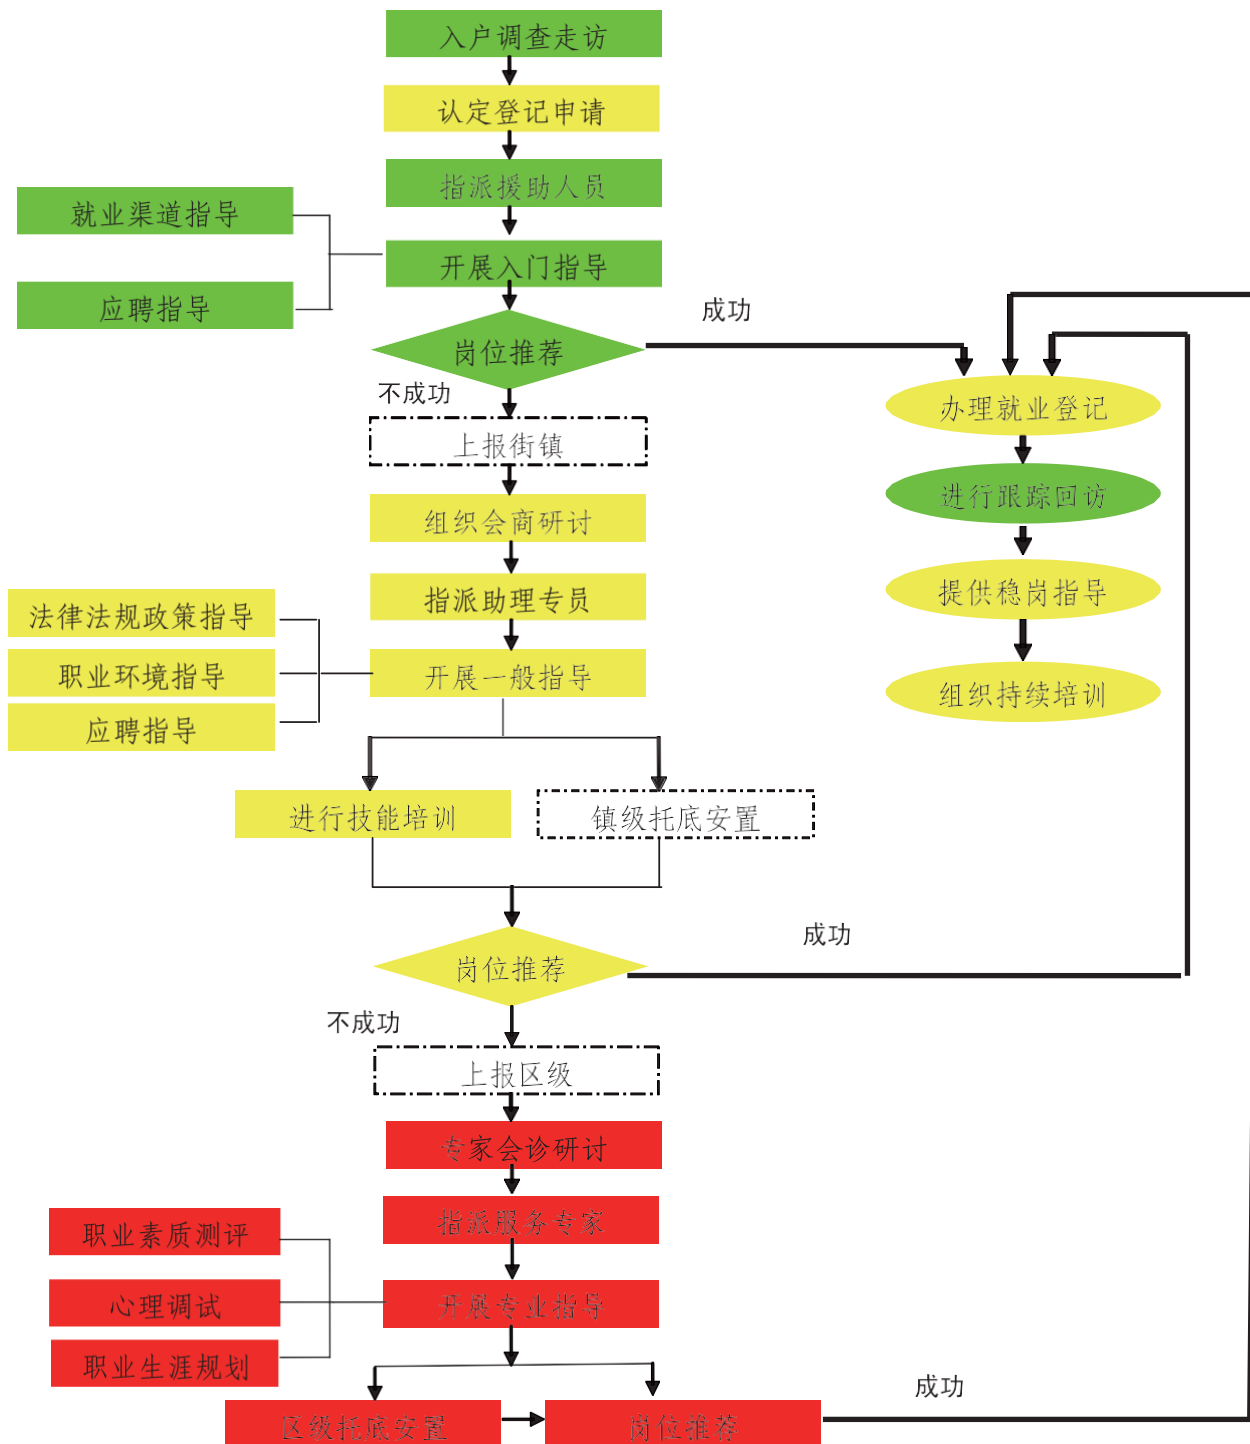 入户调查走访
认定登记申请
指派援助人员
就业渠道指导
开展入门指导
应聘指导
成功
岗位推荐
不成功
办理就业登记
上报街镇
进行跟踪回访
组织会商研讨
提供稳岗指导
指派助理专员
法律法规政策指导
职业环境指导
开展一般指导
组织持续培训
应聘指导
进行技能培训
镇级托底安置
成功
岗位推荐
不成功
上报区级
专家会诊研讨
指派服务专家
职业素质测评
心理调试
开展专业指导
职业生涯规划
成功
区级托底安置
岗位推荐